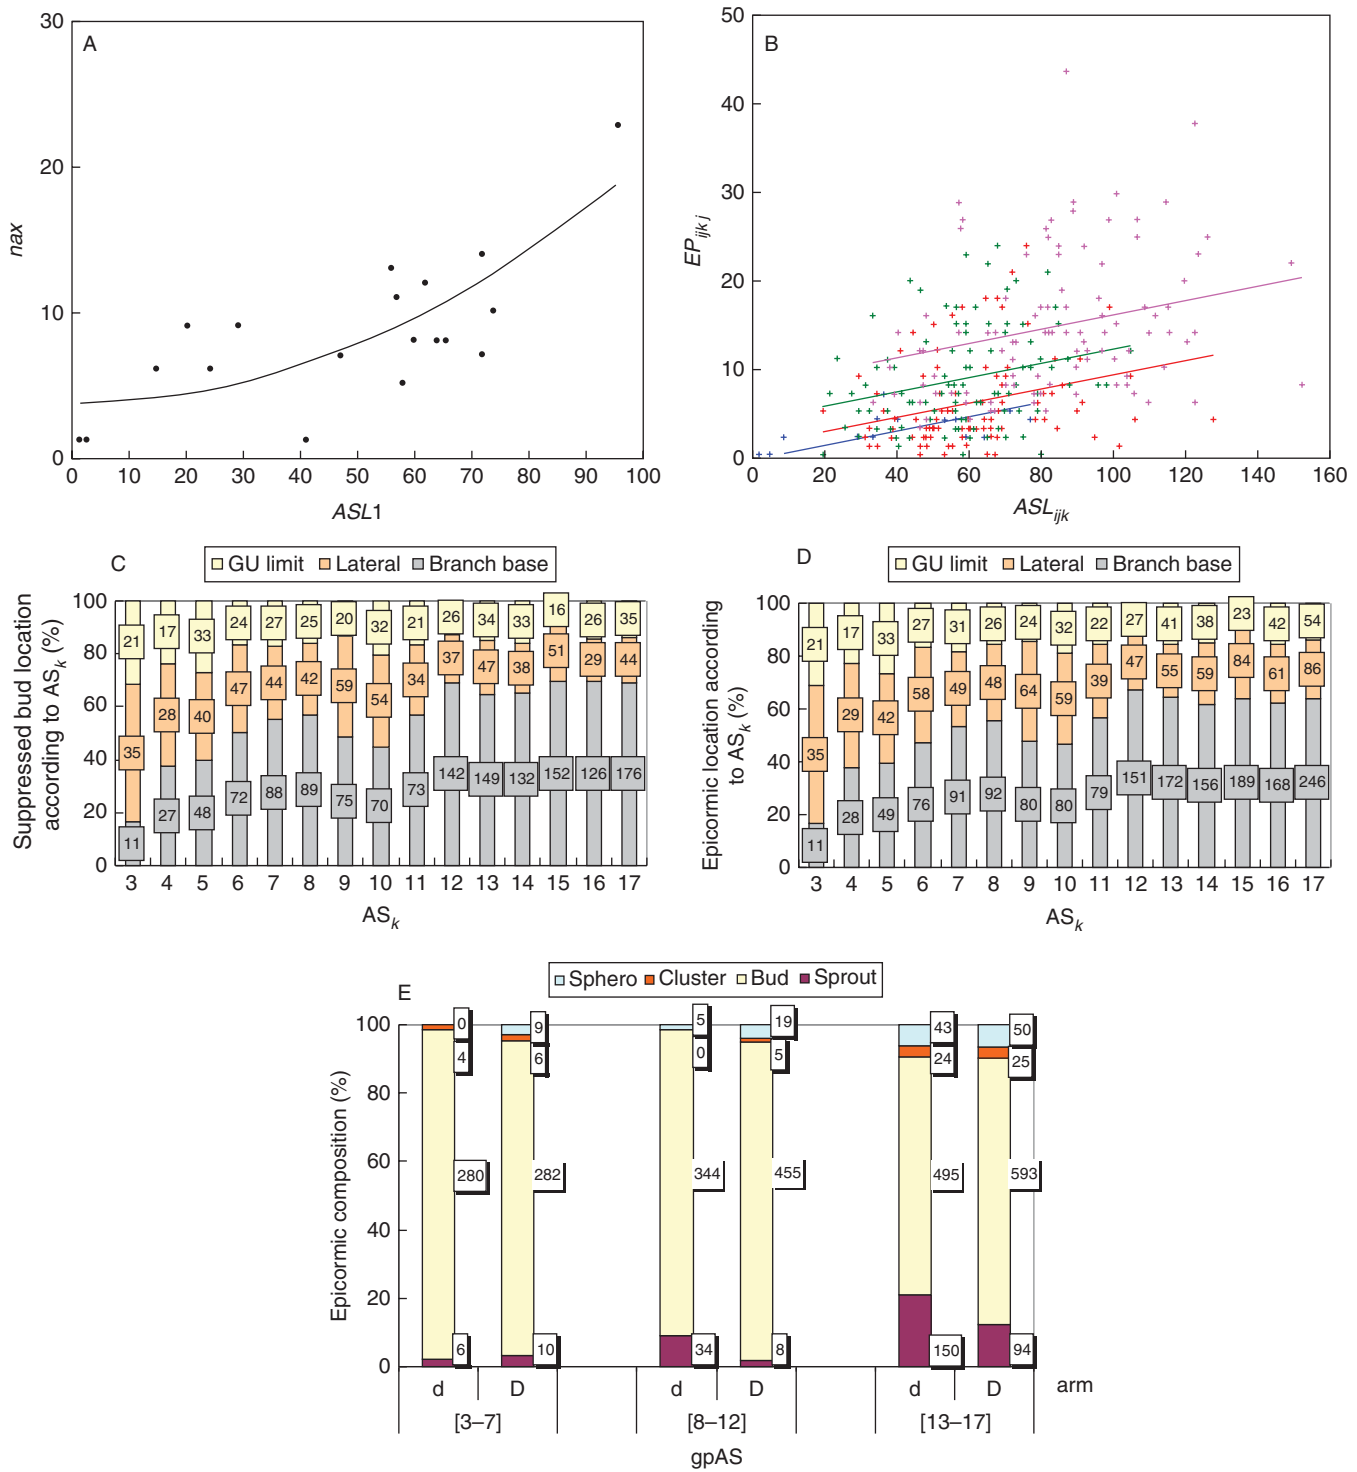 A
30
20
10
0
nax
0 10 20 30 40 50 60 70 80 90 100
ASL1
B
50
40
30
20
10
0
EPijk j
0 20 40 60 80 100 120 140 160
ASLijk
C
GU limit Lateral Branch base
Suppressed bud location
according to ASk (%)
100
80
60
40
20
0
21 17 33 24 27 25 20 32 21 26 34 33 16 26 35
35 28 40 47 44 42 59 54 34 37 47 38 51 29 44
11 27 48 72 88 89 75 70 73 142 149 132 152 126 176
3 4 5 6 7 8 9 10 11 12 13 14 15 16 17
ASk
D
GU limit Lateral Branch base
Epicormic location according
to ASk (%)
100
80
60
40
20
0
21 17 33 27 31 26 24 32 22 27 41 38 23 42 54
35 29 42 58 49 48 64 59 39 47 55 59 84 61 86
11 28 49 76 91 92 80 80 79 151 172 156 189 168 246
3 4 5 6 7 8 9 10 11 12 13 14 15 16 17
ASk
E
Sphero Cluster Bud Sprout
Epicormic composition (%)
100
80
60
40
20
0
0 9 5 19 43 50
4 6 0 5 24 25
280 282 344 455 495 593
6 10 34 8 150 94
d D d D d D arm
[3–7] [8–12] [13–17]
gpAS